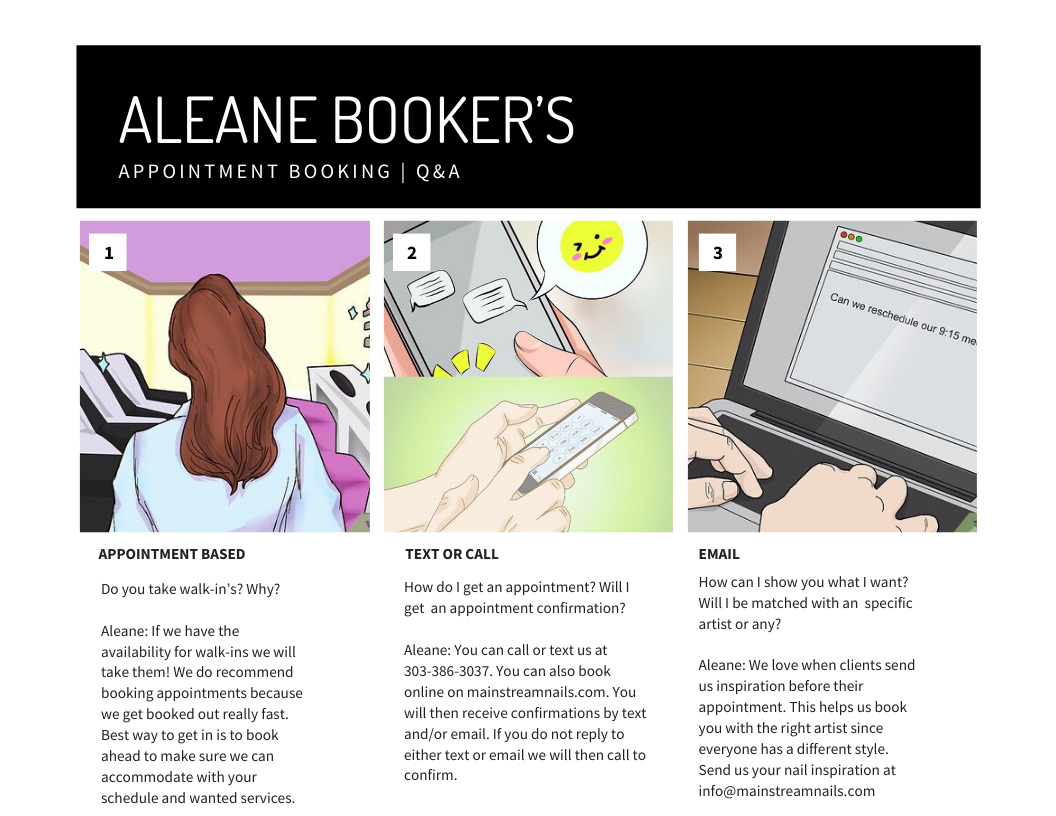 ALEANE BOOKER’S
APPOINTMENT BOOKING | Q&A
1
2
3
Can we reschedule our 9:15 me
APPOINTMENT BASED
Do you take walk-in’s? Why?
Aleane: If we have the
availability for walk-ins we will
take them! We do recommend
booking appointments because
we get booked out really fast.
Best way to get in is to book
ahead to make sure we can
accommodate with your
schedule and wanted services.
TEXT OR CALL
How do I get an appointment? Will I
get  an appointment confirmation?
Aleane: You can call or text us at
303-386-3037. You can also book
online on mainstreamnails.com. You
will then receive confirmations by text
and/or email. If you do not reply to
either text or email we will then call to
confirm.
EMAIL
How can I show you what I want?
Will I be matched with an  specific
artist or any?
Aleane: We love when clients send
us inspiration before their
appointment. This helps us book
you with the right artist since
everyone has a different style.
Send us your nail inspiration at
info@mainstreamnails.com